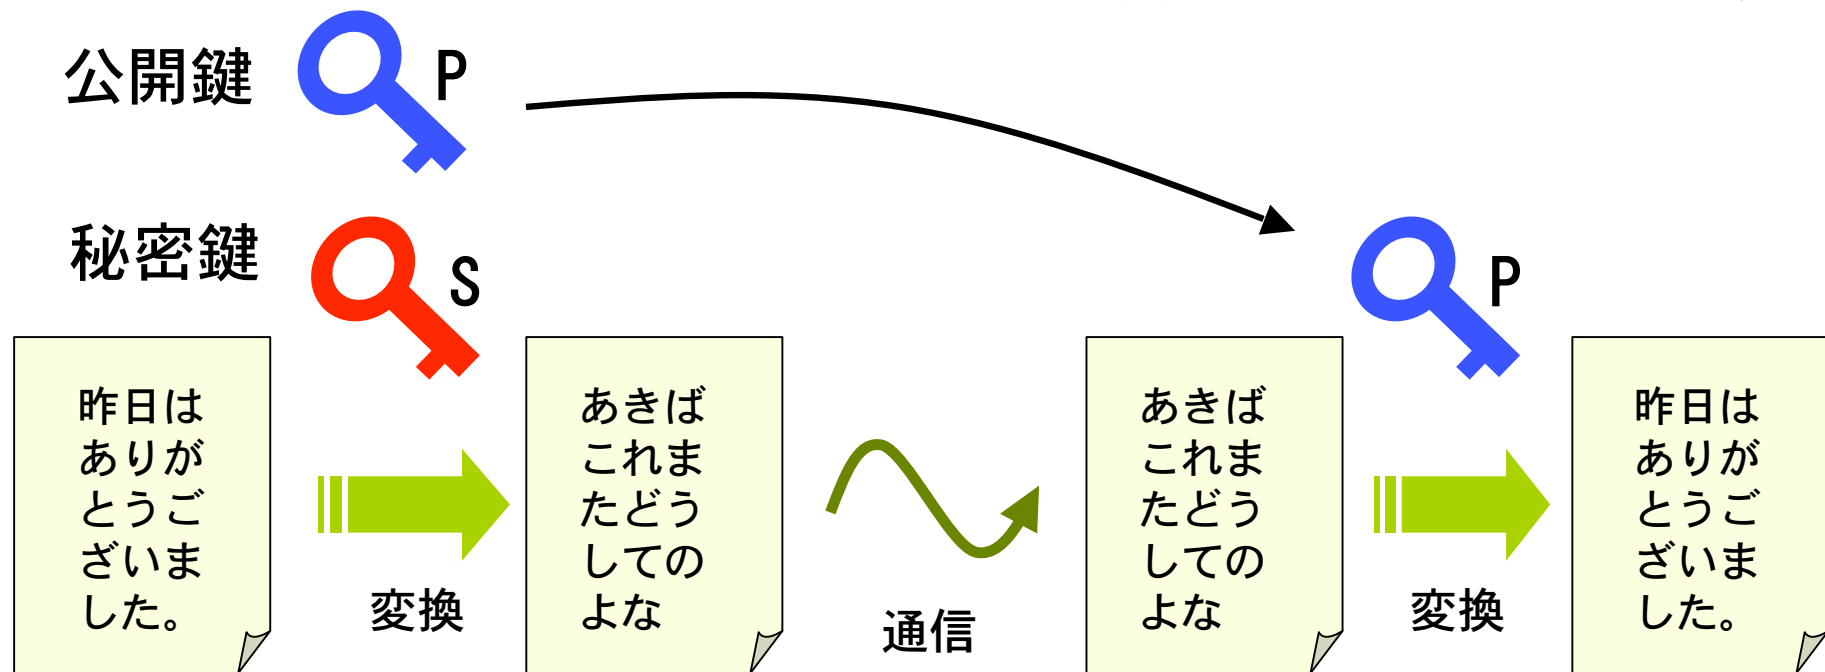 公開鍵
P
秘密鍵
S
P
昨日は
ありが
とうご
ざいま
した。
変換
あきば
これま
たどう
しての
よな
通信
あきば
これま
たどう
しての
よな
変換
昨日は
ありが
とうご
ざいま
した。